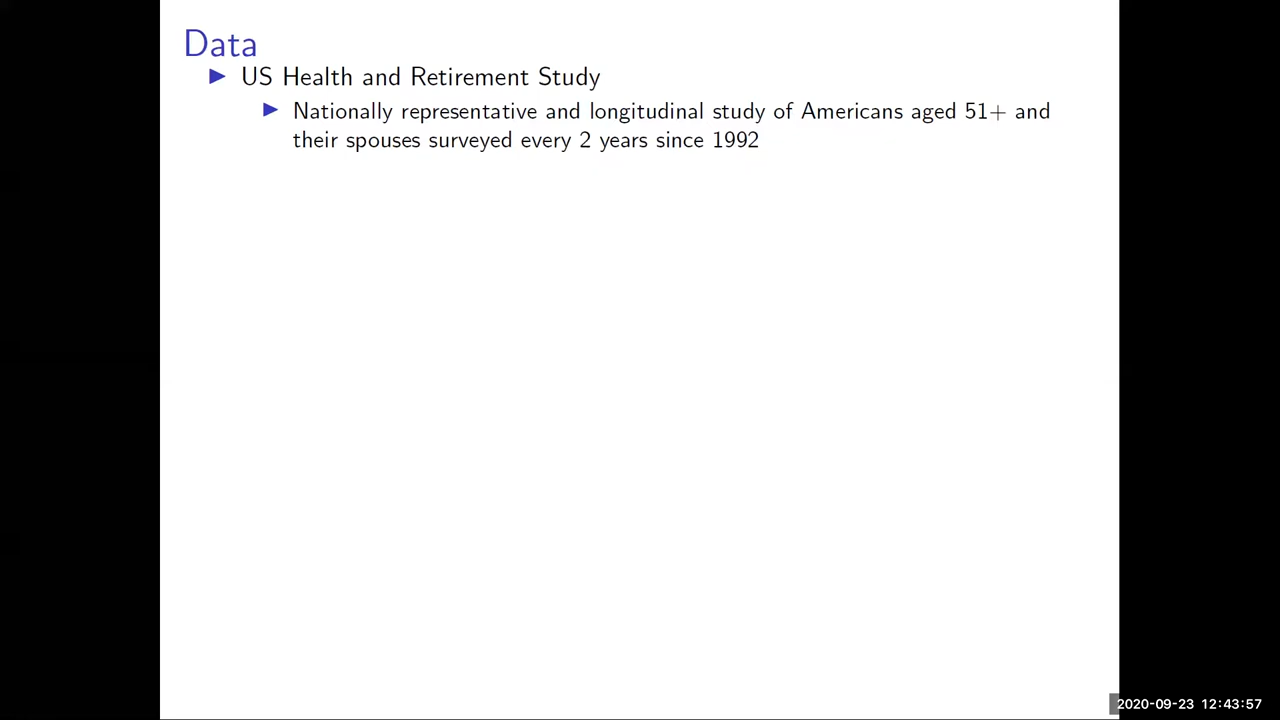 Data
US Health and Retirement Study
Nationally representative and longitudinal study of Americans aged 51+ and
their spouses surveyed every 2 years since 1992
2020-09-23 12:43:57